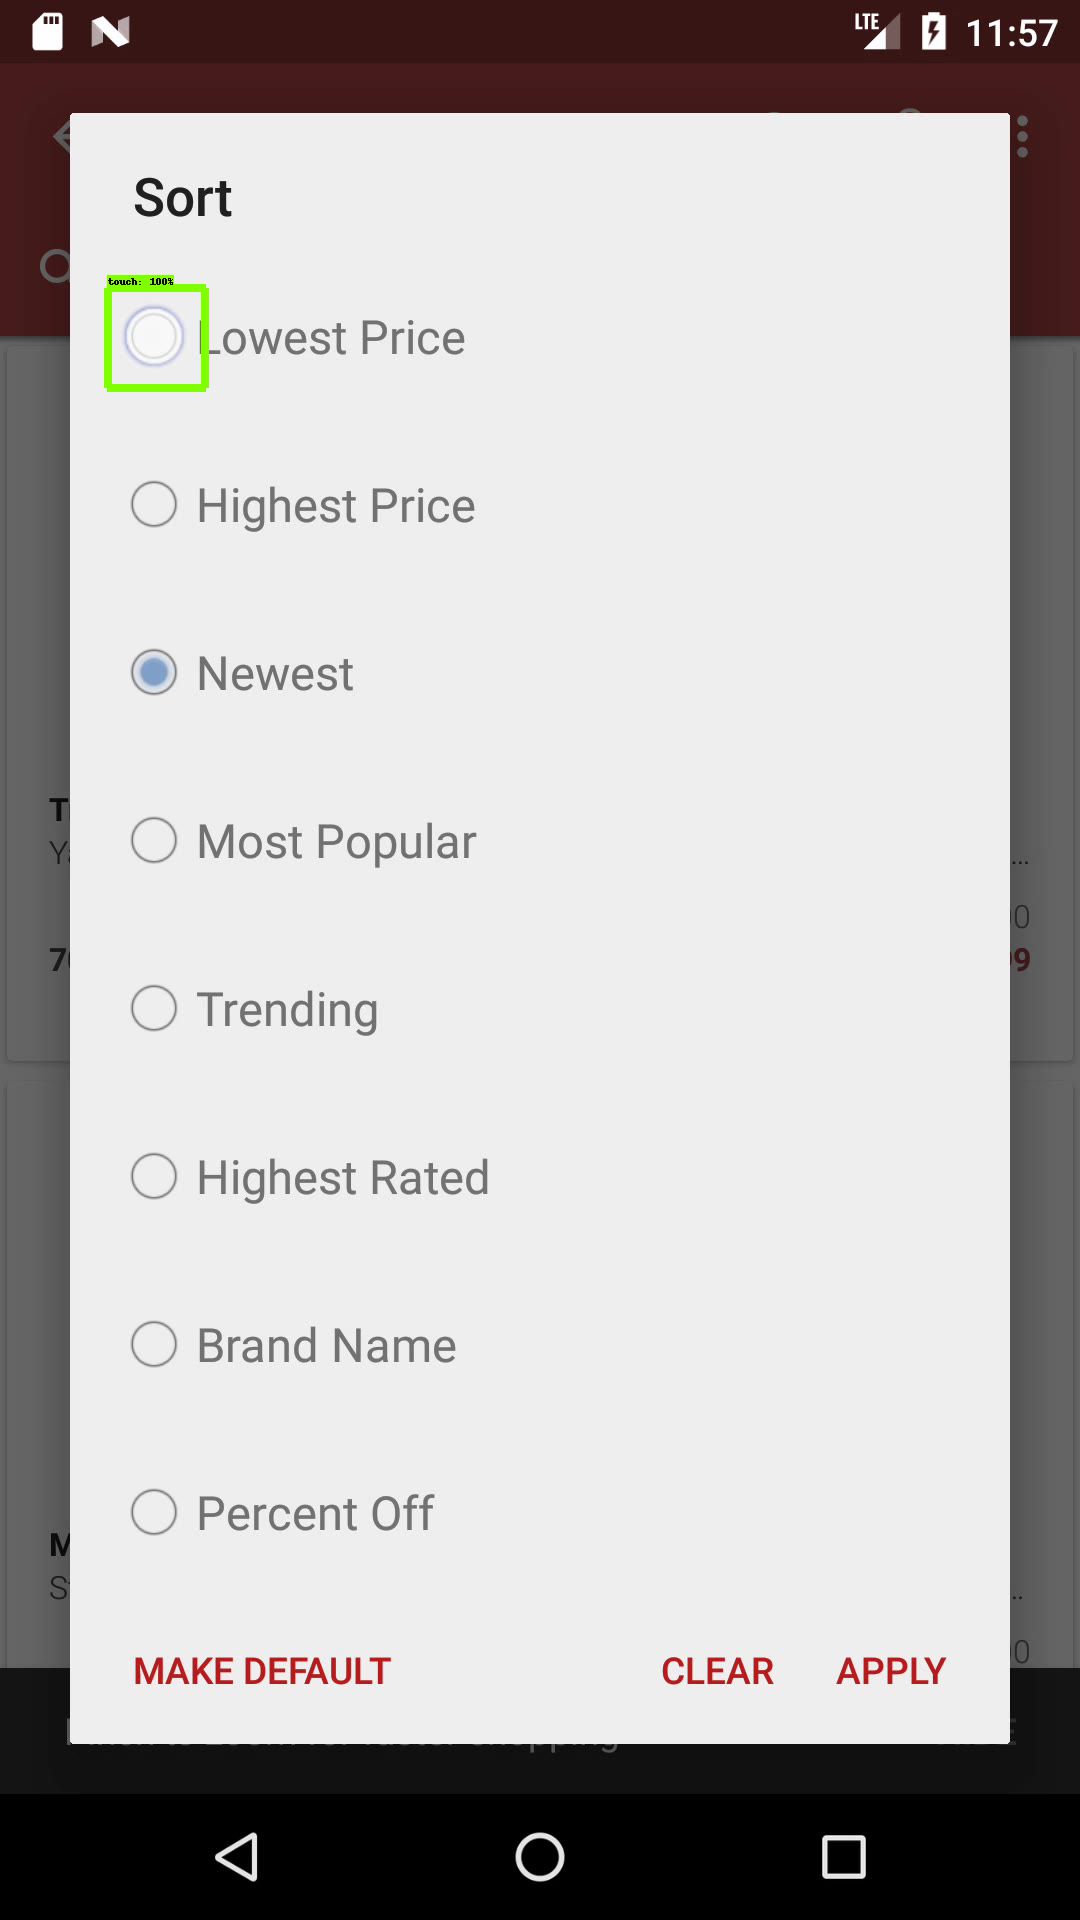 LTE 11:57
Sort
touch: 100%
Lowest Price
Highest Price
Newest
Most Popular
Trending
Highest Rated
Brand Name
Percent Off
MAKE DEFAULT CLEAR APPLY